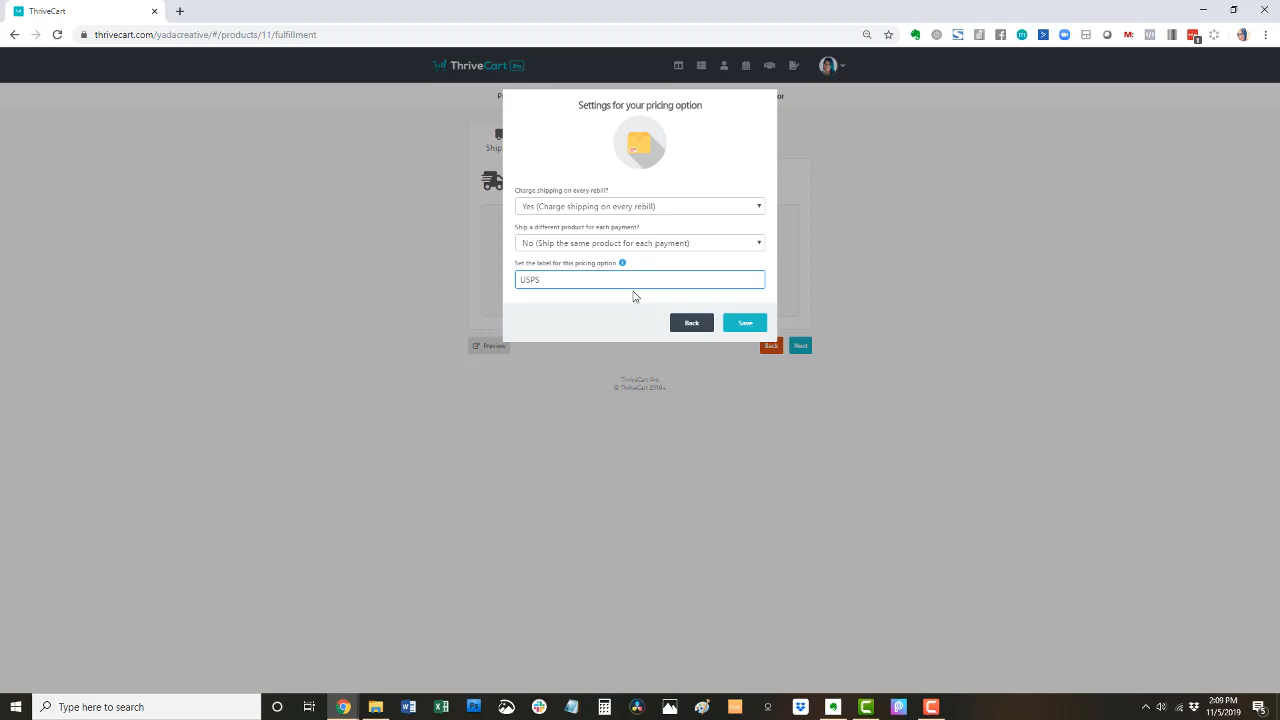 ThriveCart
thrivecart.com/yadacreative/#/products/11/fulfillment
ThriveCart Pro
Settings for your pricing option
Ship
Charge shipping on every rebill?
Yes (Charge shipping on every rebill)
Ship a different product for each payment?
No (Ship the same product for each payment)
Set the label for this pricing option
USPS
Back
Save
Preview
Back
Next
ThriveCart Pro
© ThriveCart 2019+
Type here to search
2:09 PM
11/5/2019